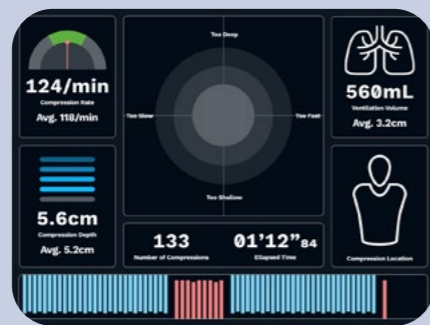 124/min
Compression Rate
Avg. 118/min
Too Deep
Too Slow
Too Fast
Too Shallow
560mL
Ventilation Volume
Avg. 3.2cm
5.6cm
Compression Depth
Avg. 5.2cm
133
Number of Compressions
01'12"84
Ellapsed Time
Compression Location